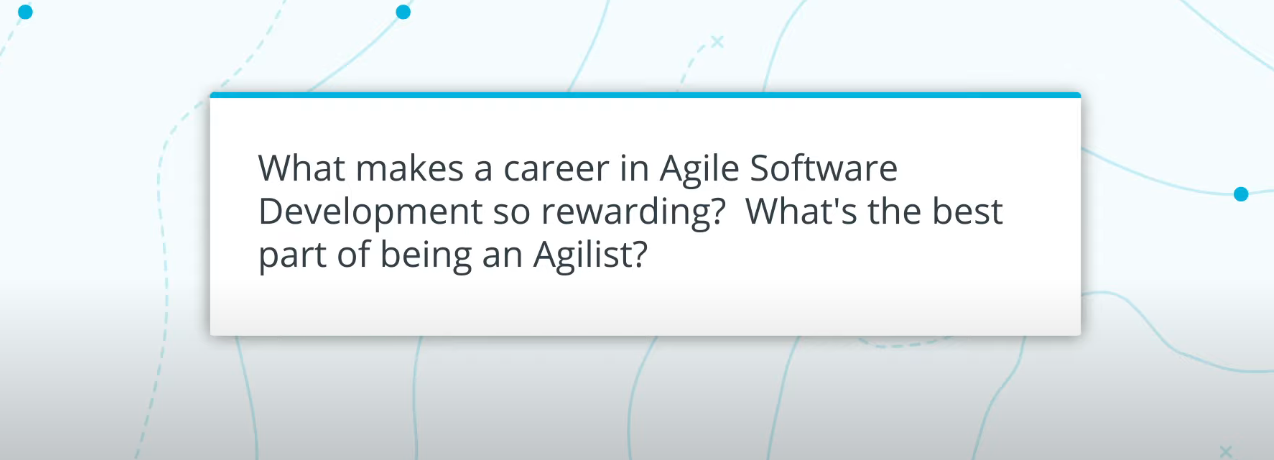 What makes a career in Agile Software
Development so rewarding?  What's the best
part of being an Agilist?